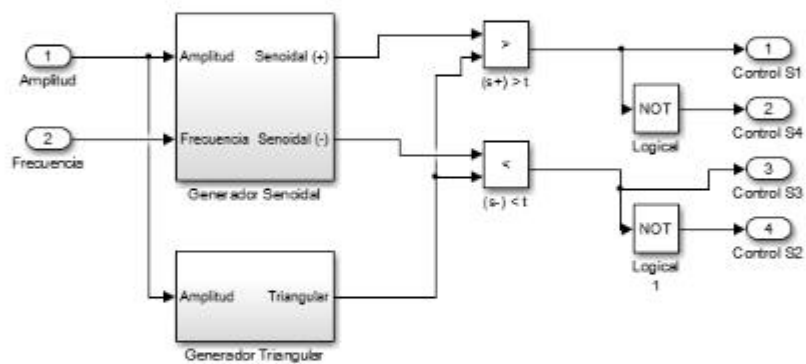 1
Amplitud
2
Frecuencia
Amplitud Senoidal (+)
Frecuencia Senoidal (-)
Generador Senoidal
Amplitud Triangular
Generador Triangular
>
(s+) > t
<
(s-) < t
NOT
Logical
NOT
Logical
1
1
Control S1
2
Control S4
3
Control S3
4
Control S2